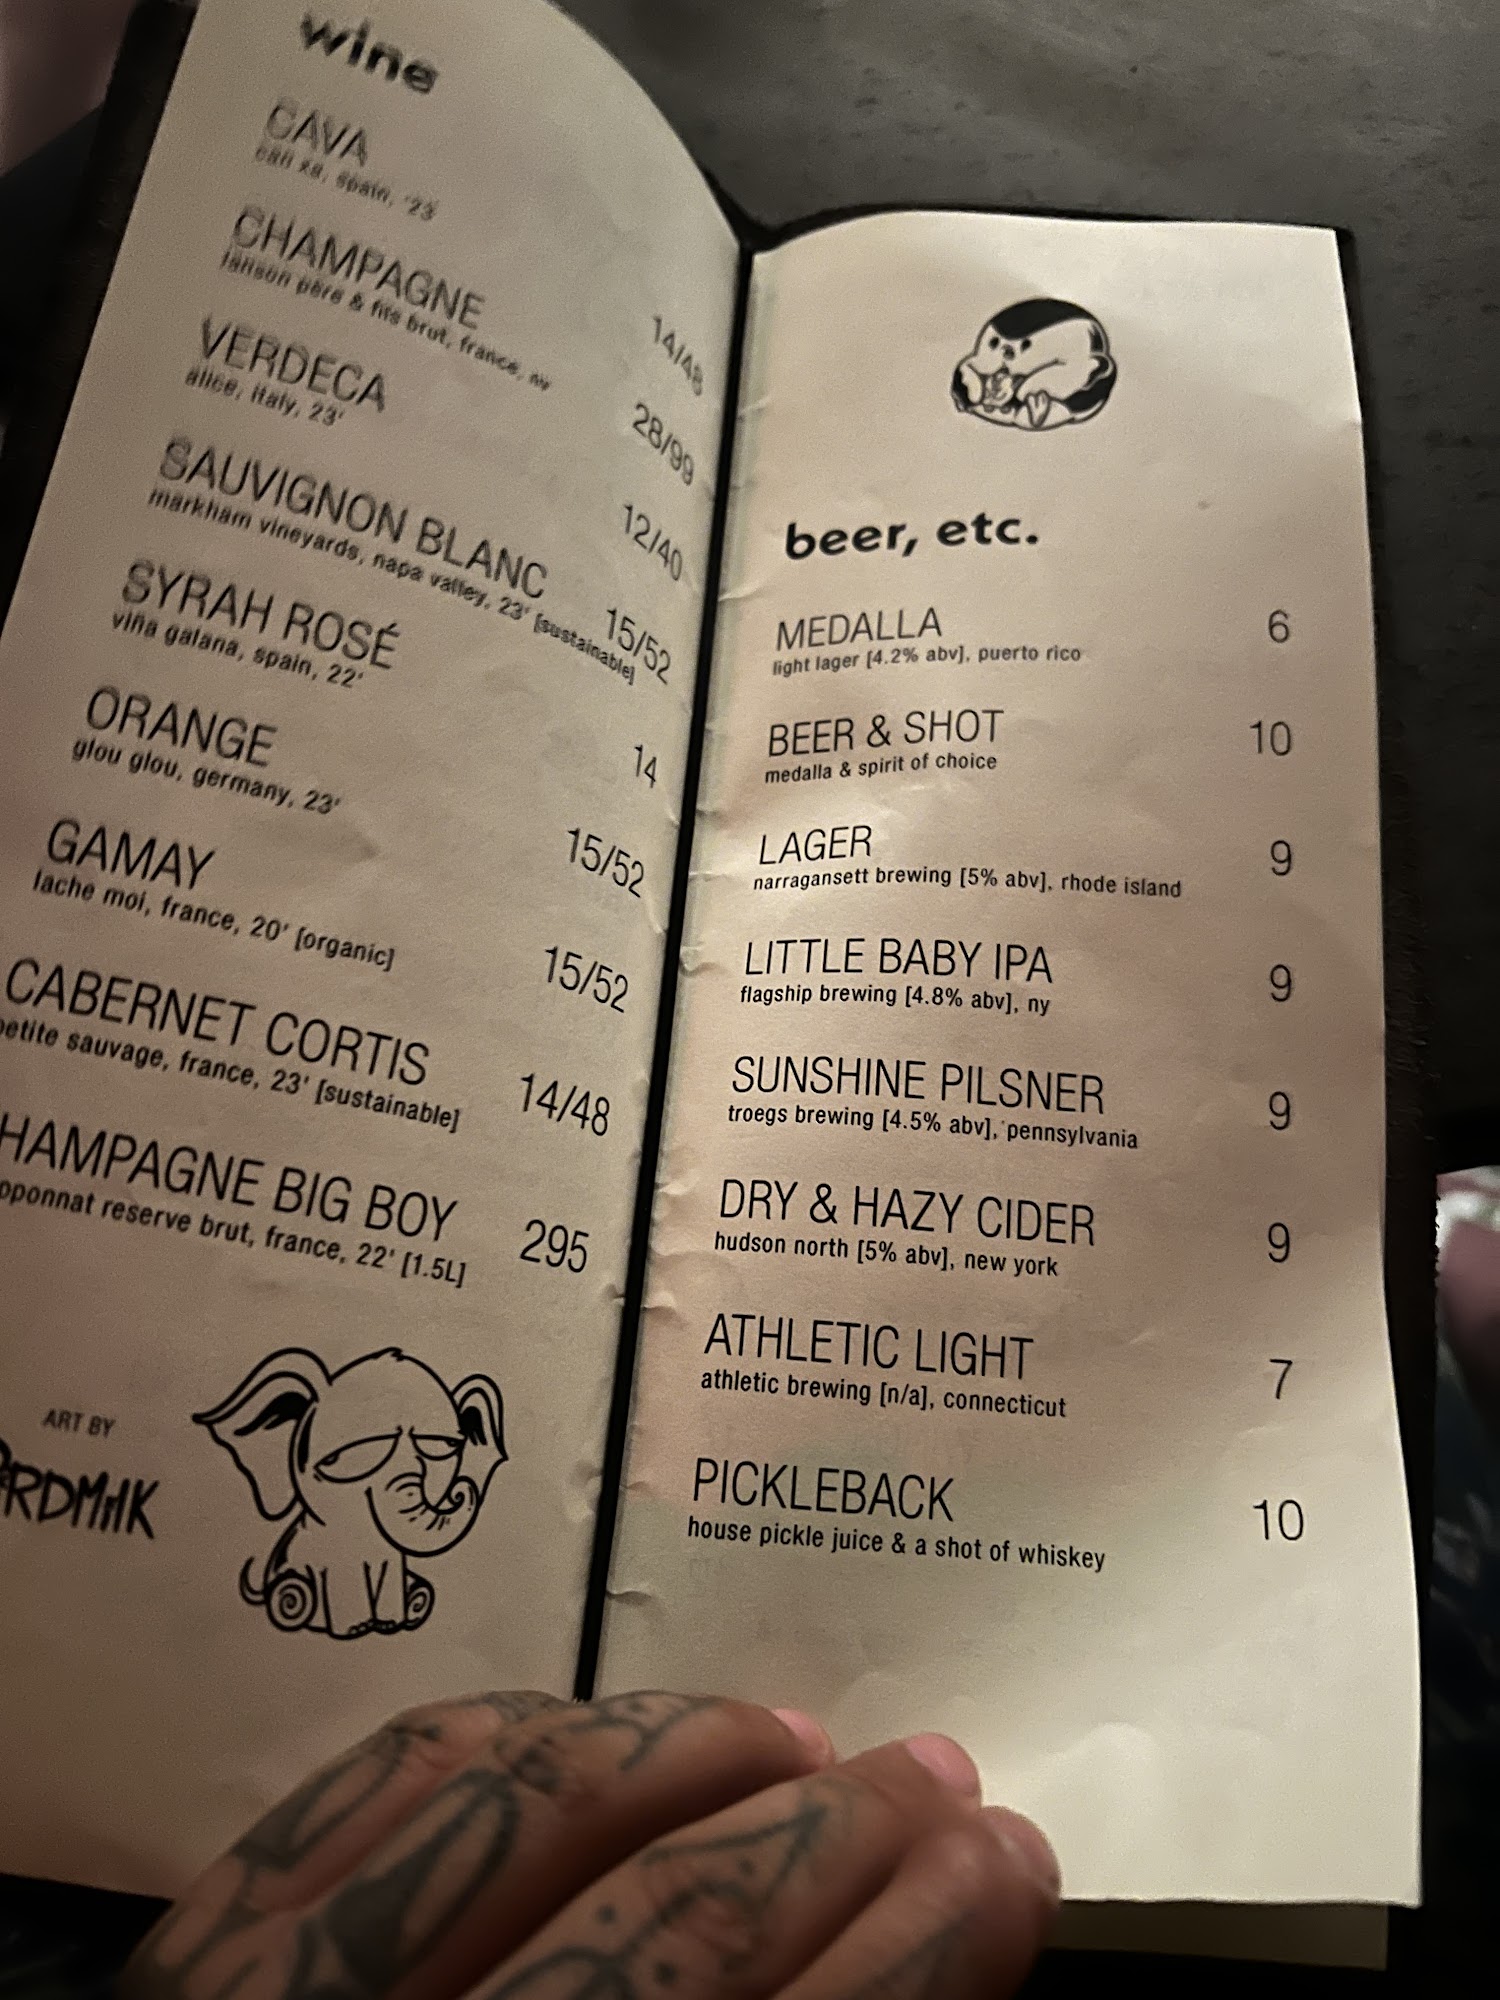 wine
CAVA
can xa, spain, '23
14/48
CHAMPAGNE
lanson père & fils brut, france, nv
28/99
VERDECA
alice, italy, 23'
12/40
SAUVIGNON BLANC
markham vineyards, napa valley, 23' [sustainable]
15/52
SYRAH ROSÉ
viña galana, spain, 22'
14
ORANGE
glou glou, germany, 23'
15/52
GAMAY
lache moi, france, 20' [organic]
15/52
CABERNET CORTIS
petite sauvage, france, 23' [sustainable]
14/48
HAMPAGNE BIG BOY
reserve brut, france, 22' [1.5L]
295
ART BY
beer, etc.
MEDALLA 6
light lager [4.2% abv], puerto rico
BEER & SHOT 10
medalla & spirit of choice
LAGER 9
narragansett brewing [5% abv], rhode island
LITTLE BABY IPA 9
flagship brewing [4.8% abv], ny
SUNSHINE PILSNER 9
troegs brewing [4.5% abv], pennsylvania
DRY & HAZY CIDER 9
hudson north [5% abv], new york
ATHLETIC LIGHT 7
athletic brewing [n/a], connecticut
PICKLEBACK 10
house pickle juice & a shot of whiskey